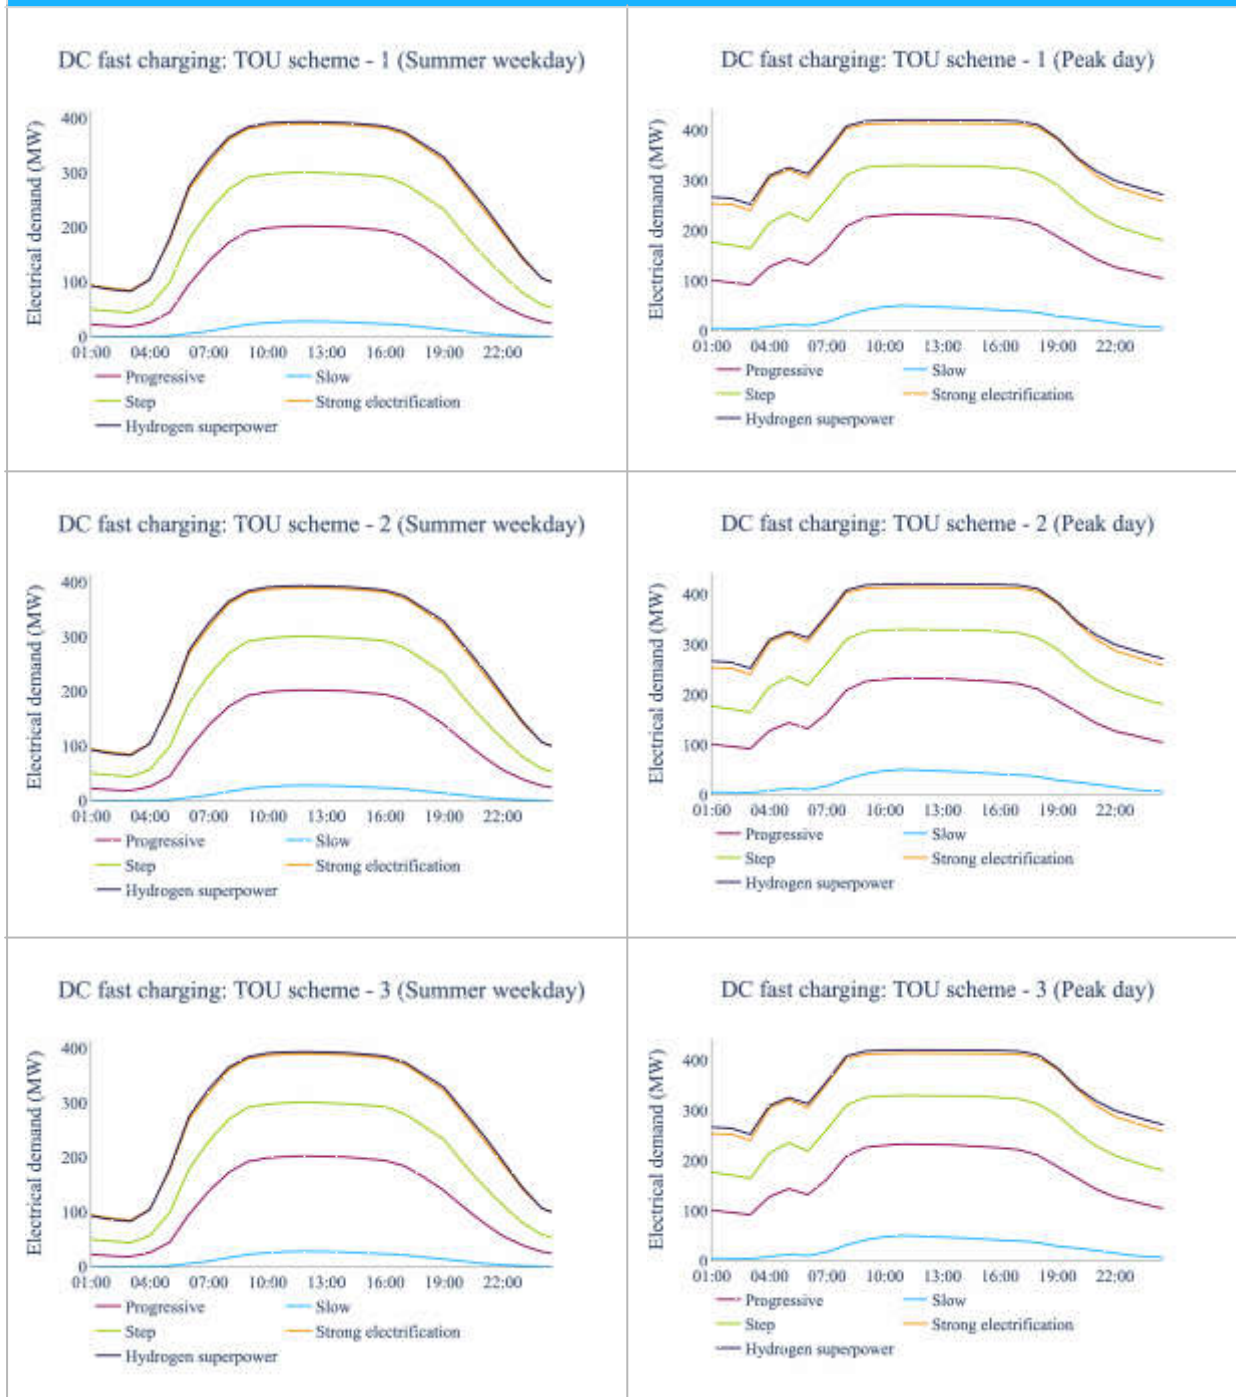 DC fast charging: TOU scheme - 1 (Summer weekday)
Electrical demand (MW)
400
300
200
100
0
01:00 04:00 07:00 10:00 13:00 16:00 19:00 22:00
Progressive Slow
Step Strong electrification
Hydrogen superpower
DC fast charging: TOU scheme - 1 (Peak day)
Electrical demand (MW)
400
300
200
100
0
01:00 04:00 07:00 10:00 13:00 16:00 19:00 22:00
Progressive Slow
Step Strong electrification
Hydrogen superpower
DC fast charging: TOU scheme - 2 (Summer weekday)
Electrical demand (MW)
400
300
200
100
0
01:00 04:00 07:00 10:00 13:00 16:00 19:00 22:00
Progressive Slow
Step Strong electrification
Hydrogen superpower
DC fast charging: TOU scheme - 2 (Peak day)
Electrical demand (MW)
400
300
200
100
0
01:00 04:00 07:00 10:00 13:00 16:00 19:00 22:00
Progressive Slow
Step Strong electrification
Hydrogen superpower
DC fast charging: TOU scheme - 3 (Summer weekday)
Electrical demand (MW)
400
300
200
100
0
01:00 04:00 07:00 10:00 13:00 16:00 19:00 22:00
Progressive Slow
Step Strong electrification
Hydrogen superpower
DC fast charging: TOU scheme - 3 (Peak day)
Electrical demand (MW)
400
300
200
100
0
01:00 04:00 07:00 10:00 13:00 16:00 19:00 22:00
Progressive Slow
Step Strong electrification
Hydrogen superpower